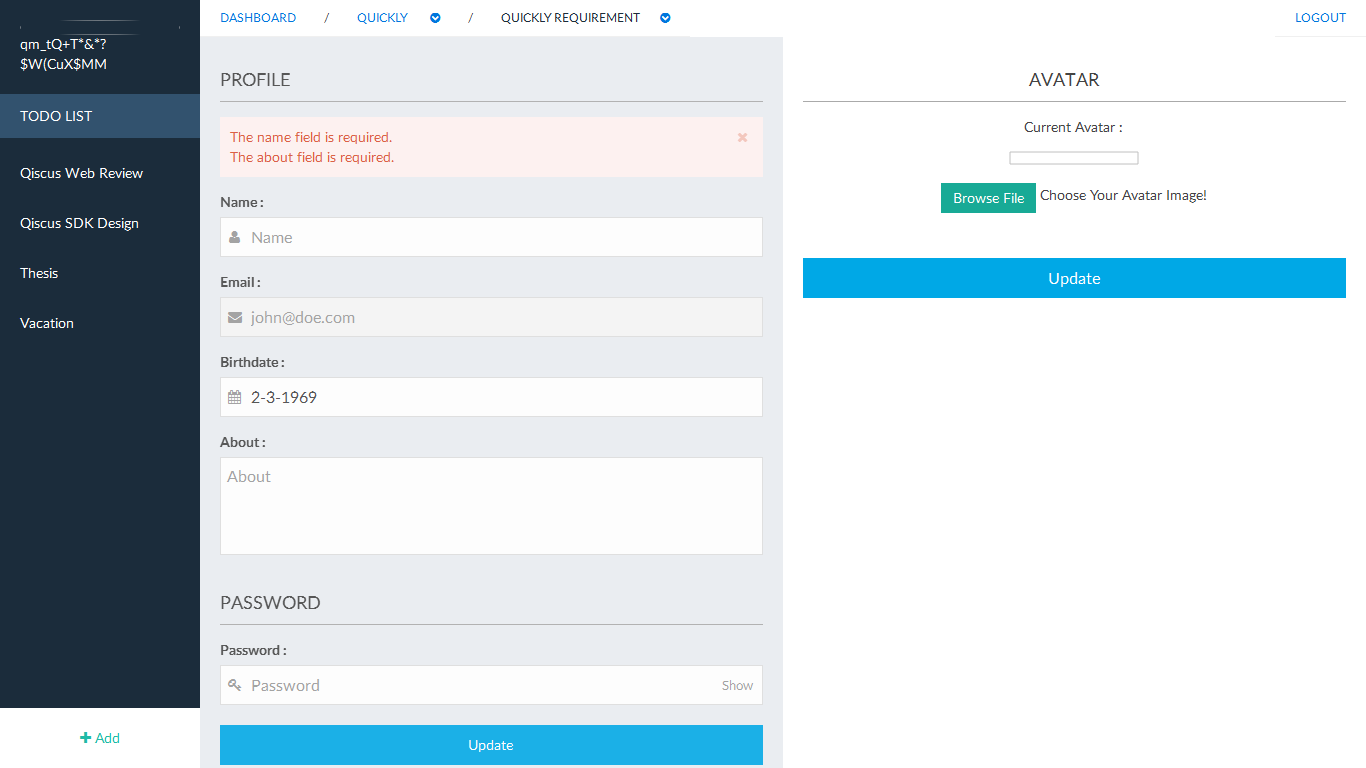 qm_tQ+T*&*?
$W(CuX$MM
TODO LIST
Qiscus Web Review
Qiscus SDK Design
Thesis
Vacation
Add
DASHBOARD / QUICKLY / QUICKLY REQUIREMENT
LOGOUT
PROFILE
The name field is required.
The about field is required.
Name :
Name
Email :
john@doe.com
Birthdate :
2-3-1969
About :
About
PASSWORD
Password :
Password Show
Update
AVATAR
Current Avatar :
Browse File Choose Your Avatar Image!
Update